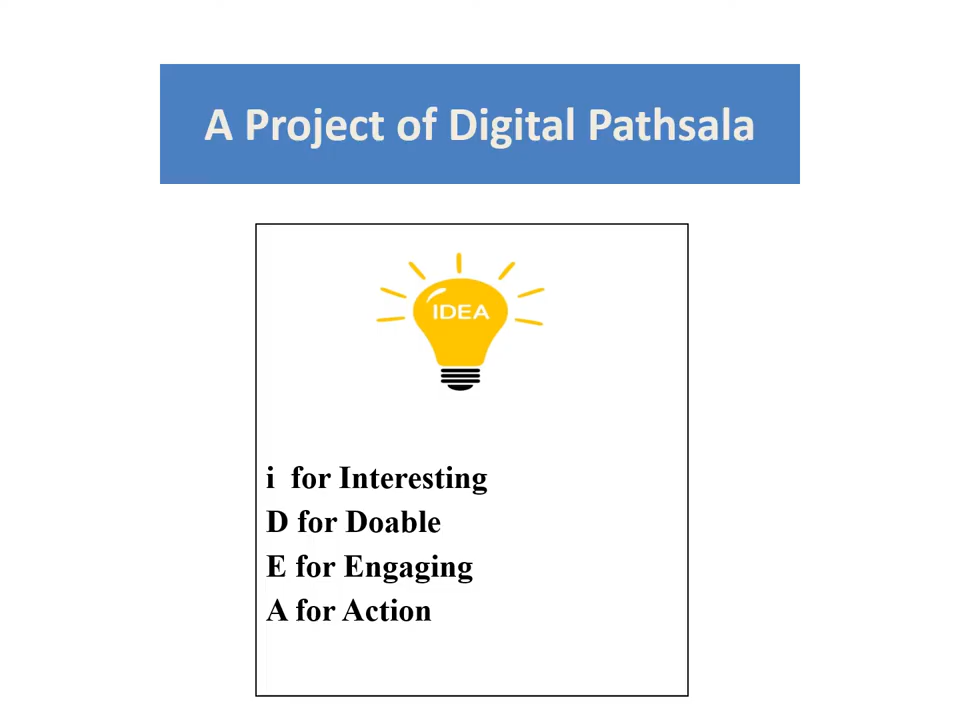 A Project of Digital Pathsala
IDEA
i for Interesting
D for Doable
E for Engaging
A for Action